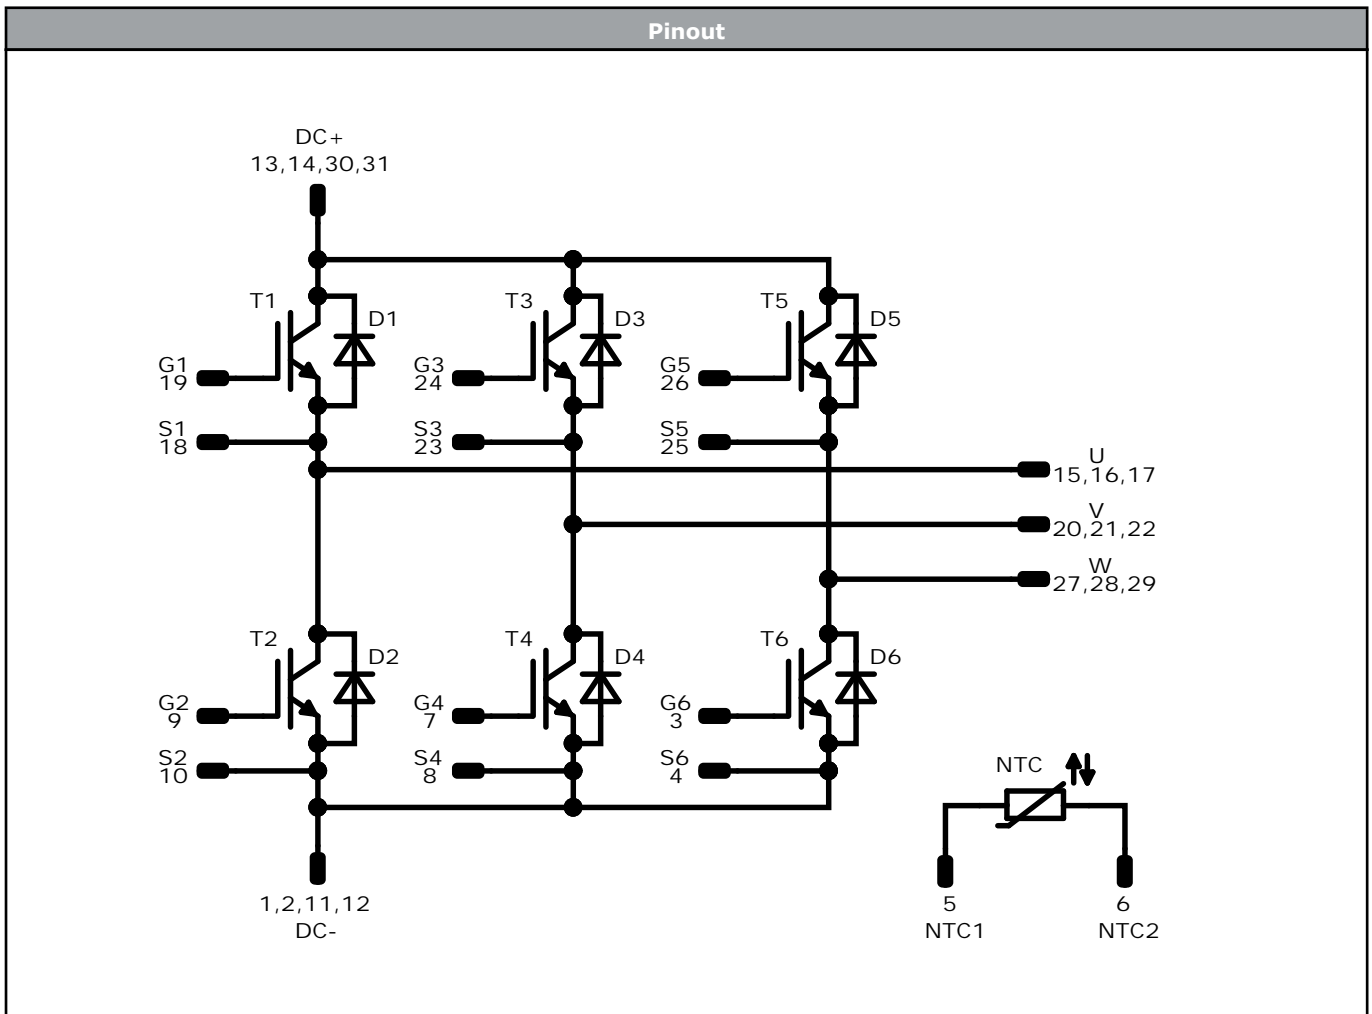 Pinout
DC+
13,14,30,31
T1
D1
T3
D3
T5
D5
G1
19
G3
24
G5
26
S1
18
S3
23
S5
25
U
15,16,17
V
20,21,22
W
27,28,29
T2
D2
T4
D4
T6
D6
G2
9
G4
7
G6
3
S2
10
S4
8
S6
4
NTC
1,2,11,12
DC-
5
NTC1
6
NTC2